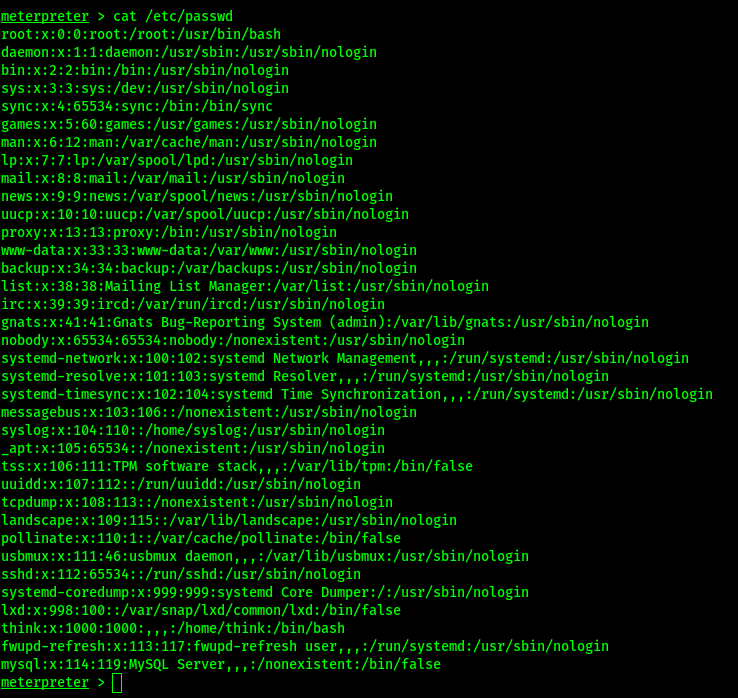 meterpreter > cat /etc/passwd
root:x:0:0:root:/root:/usr/bin/bash
daemon:x:1:1:daemon:/usr/sbin:/usr/sbin/nologin
bin:x:2:2:bin:/bin:/usr/sbin/nologin
sys:x:3:3:sys:/dev:/usr/sbin/nologin
sync:x:4:65534:sync:/bin:/bin/sync
games:x:5:60:games:/usr/games:/usr/sbin/nologin
man:x:6:12:man:/var/cache/man:/usr/sbin/nologin
lp:x:7:7:lp:/var/spool/lpd:/usr/sbin/nologin
mail:x:8:8:mail:/var/mail:/usr/sbin/nologin
news:x:9:9:news:/var/spool/news:/usr/sbin/nologin
uucp:x:10:10:uucp:/var/spool/uucp:/usr/sbin/nologin
proxy:x:13:13:proxy:/bin:/usr/sbin/nologin
www-data:x:33:33:www-data:/var/www:/usr/sbin/nologin
backup:x:34:34:backup:/var/backups:/usr/sbin/nologin
list:x:38:38:Mailing List Manager:/var/list:/usr/sbin/nologin
irc:x:39:39:ircd:/var/run/ircd:/usr/sbin/nologin
gnats:x:41:41:Gnats Bug-Reporting System (admin):/var/lib/gnats:/usr/sbin/nologin
nobody:x:65534:65534:nobody:/nonexistent:/usr/sbin/nologin
systemd-network:x:100:102:systemd Network Management,,,:/run/systemd:/usr/sbin/nologin
systemd-resolve:x:101:103:systemd Resolver,,,:/run/systemd:/usr/sbin/nologin
systemd-timesync:x:102:104:systemd Time Synchronization,,,:/run/systemd:/usr/sbin/nologin
messagebus:x:103:106::/nonexistent:/usr/sbin/nologin
syslog:x:104:110::/home/syslog:/usr/sbin/nologin
_apt:x:105:65534::/nonexistent:/usr/sbin/nologin
tss:x:106:111:TPM software stack,,,:/var/lib/tpm:/bin/false
uuidd:x:107:112::/run/uuidd:/usr/sbin/nologin
tcpdump:x:108:113::/nonexistent:/usr/sbin/nologin
landscape:x:109:115::/var/lib/landscape:/usr/sbin/nologin
pollinate:x:110:1::/var/cache/pollinate:/bin/false
usbmux:x:111:46:usbmux daemon,,,:/var/lib/usbmux:/usr/sbin/nologin
sshd:x:112:65534::/run/sshd:/usr/sbin/nologin
systemd-coredump:x:999:999:systemd Core Dumper:/:/usr/sbin/nologin
lxd:x:998:100::/var/snap/lxd/common/lxd:/bin/false
think:x:1000:1000:,,,:/home/think:/bin/bash
fwupd-refresh:x:113:117:fwupd-refresh user,,,:/run/systemd:/usr/sbin/nologin
mysql:x:114:119:MySQL Server,,,:/nonexistent:/bin/false
meterpreter >